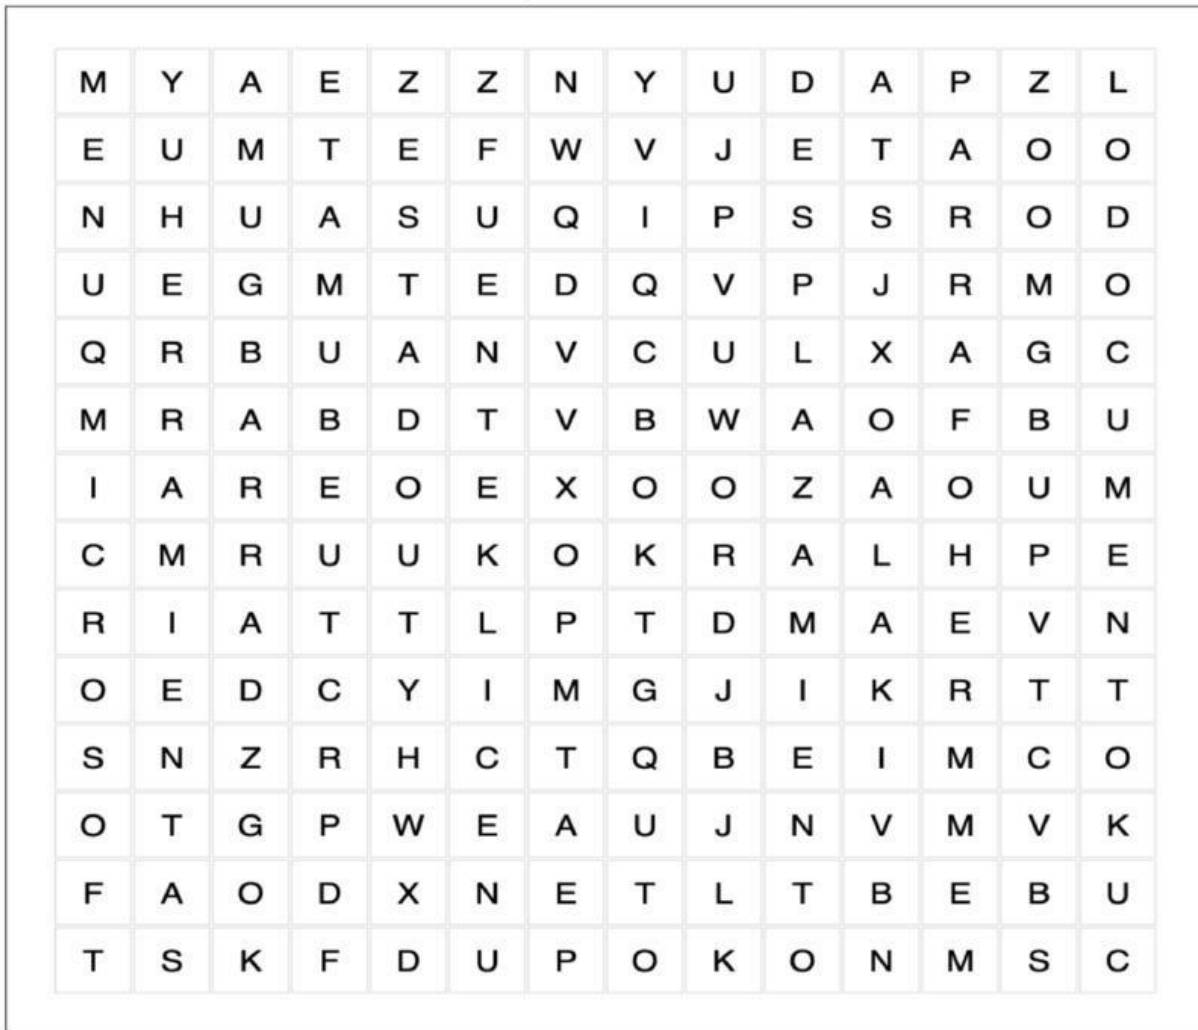 M Y A E Z Z N Y U D A P Z L
E U M T E F W V J E T A O O
N H U A S U Q I P S S R O D
U E G M T E D Q V P J R M O
Q R B U A N V C U L X A G C
M R A B D T V B W A O F B U
I A R E O E X O O Z A O U M
C M R U U K O K R A L H P E
R I A T T L P T D M A E V N
O E D C Y I M G J I K R T T
S N Z R H C T Q B E I M C O
O T G P W E A U J N V M V K
F A O D X N E T L T B E B U
T S K F D U P O K O N M S C